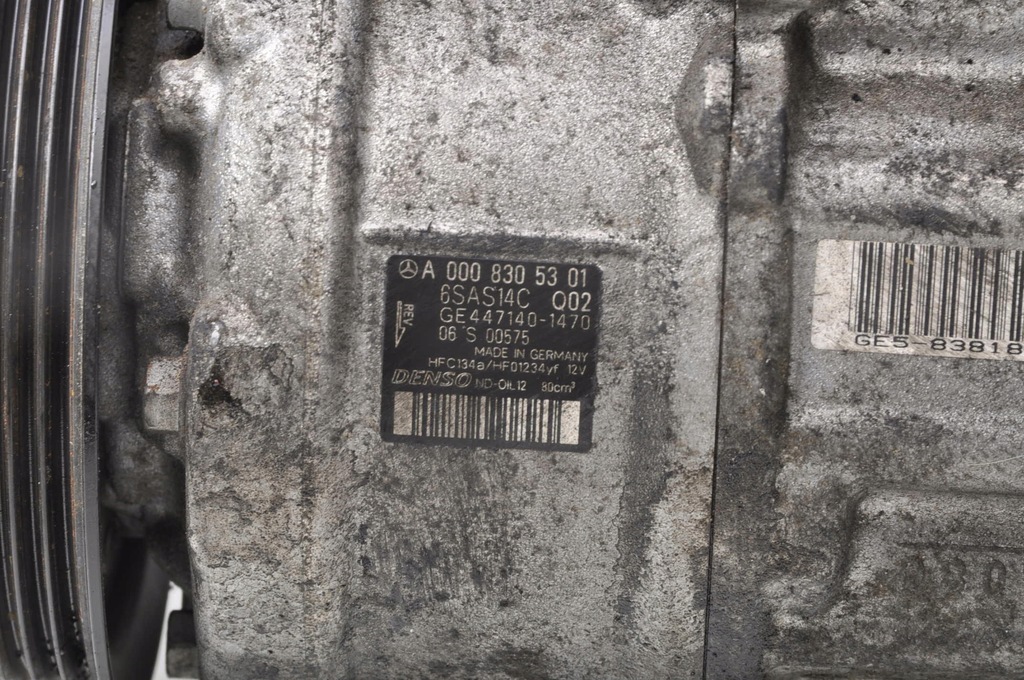 A 000 830 53 01
6SAS14C Q02
GE447140-1470
REV.
06 S 00575
MADE IN GERMANY
HFC134a/HFO1234yf 12V
DENSO ND-OIL12 80cm³
GE5-83818